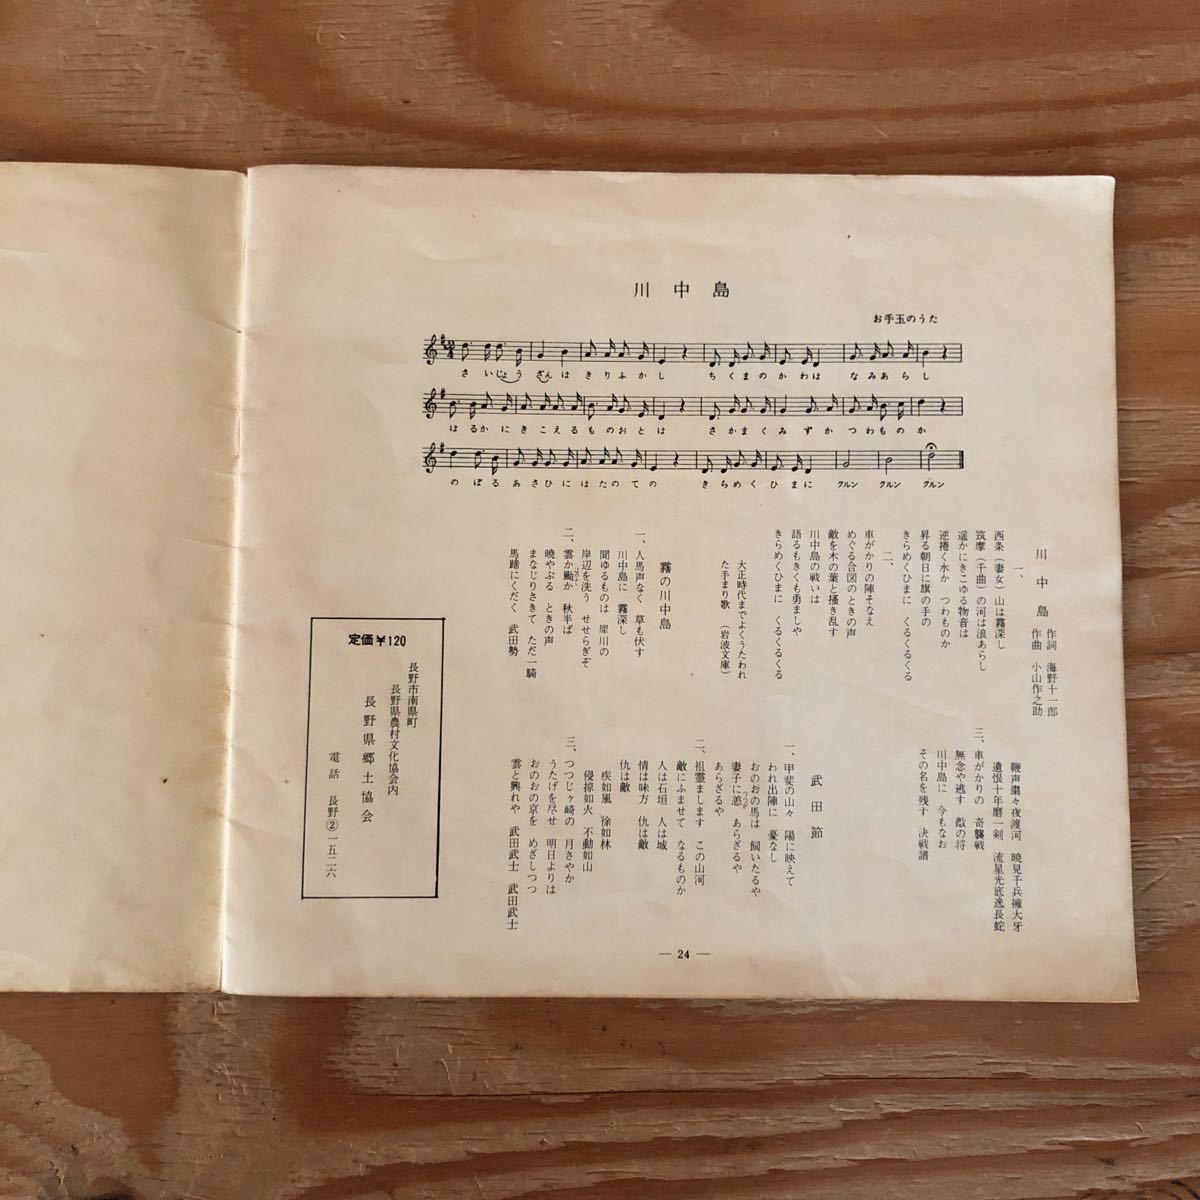 川中島
お手玉のうた
さいじょうざんは きりふかし ちくまのかわは なみあらし
はるかにきこえるものおとは さかまくみずか つわものか
のぼるあさひにはたのての きらめくひまに クルン クルン クルン
川中の島
作詞 海野十一郎
作曲 小山作之助
一、
西条（妻女）山は霧深し
筑摩（千曲）の河は浪あらし
遥かにきこゆる物音は
逆捲く水か つわものか
昇る朝日に旗の手の
きらめくひまに くるくるくる
二、
車がかりの陣そなえ
めぐる合図のときの声
敵を木の葉と掻き乱す
川中島の戦いは
語るもきくも勇ましや
きらめくひまに くるくるくる
大正時代までよくうたわれ
た手まり歌 （岩波文庫）
霧の川中島
一、人馬声なく 草も伏す
川中島に 霧深し
聞ゆるものは 犀川の
岸辺を洗う せせらぎぞ
二、雲か颱か 秋半ば
暁やぶる ときの声
まなじりさきて ただ一騎
馬蹄にくだく 武田勢
鞭声粛々夜渡河 暁見千兵擁大牙
遺恨十年磨一剣 流星光底逸長蛇
三、車がかりの 奇襲戦
無念や逃す 敵の将
川中島に 今もなお
その名を残す 決戦譜
武田節
一、甲斐の山々 陽に映えて
われ出陣に 憂なし
おのおの馬は 飼いたるや
妻子に恙 あらざるや
あらざるや
二、祖霊まします この山河
敵にふませて なるものか
人は石垣 人は城
情は味方 仇は敵
仇は敵
疾如風 徐如林
侵掠如火 不動如山
三、つつじヶ崎の 月さやか
うたげを尽せ 明日よりは
おのおの京を めざしつつ
雲と興れや 武田武士 武田武士
定価￥120
長野市南県町
長野県農村文化協会内
長野県郷土協会
電話 長野②一五二六
— 24 —